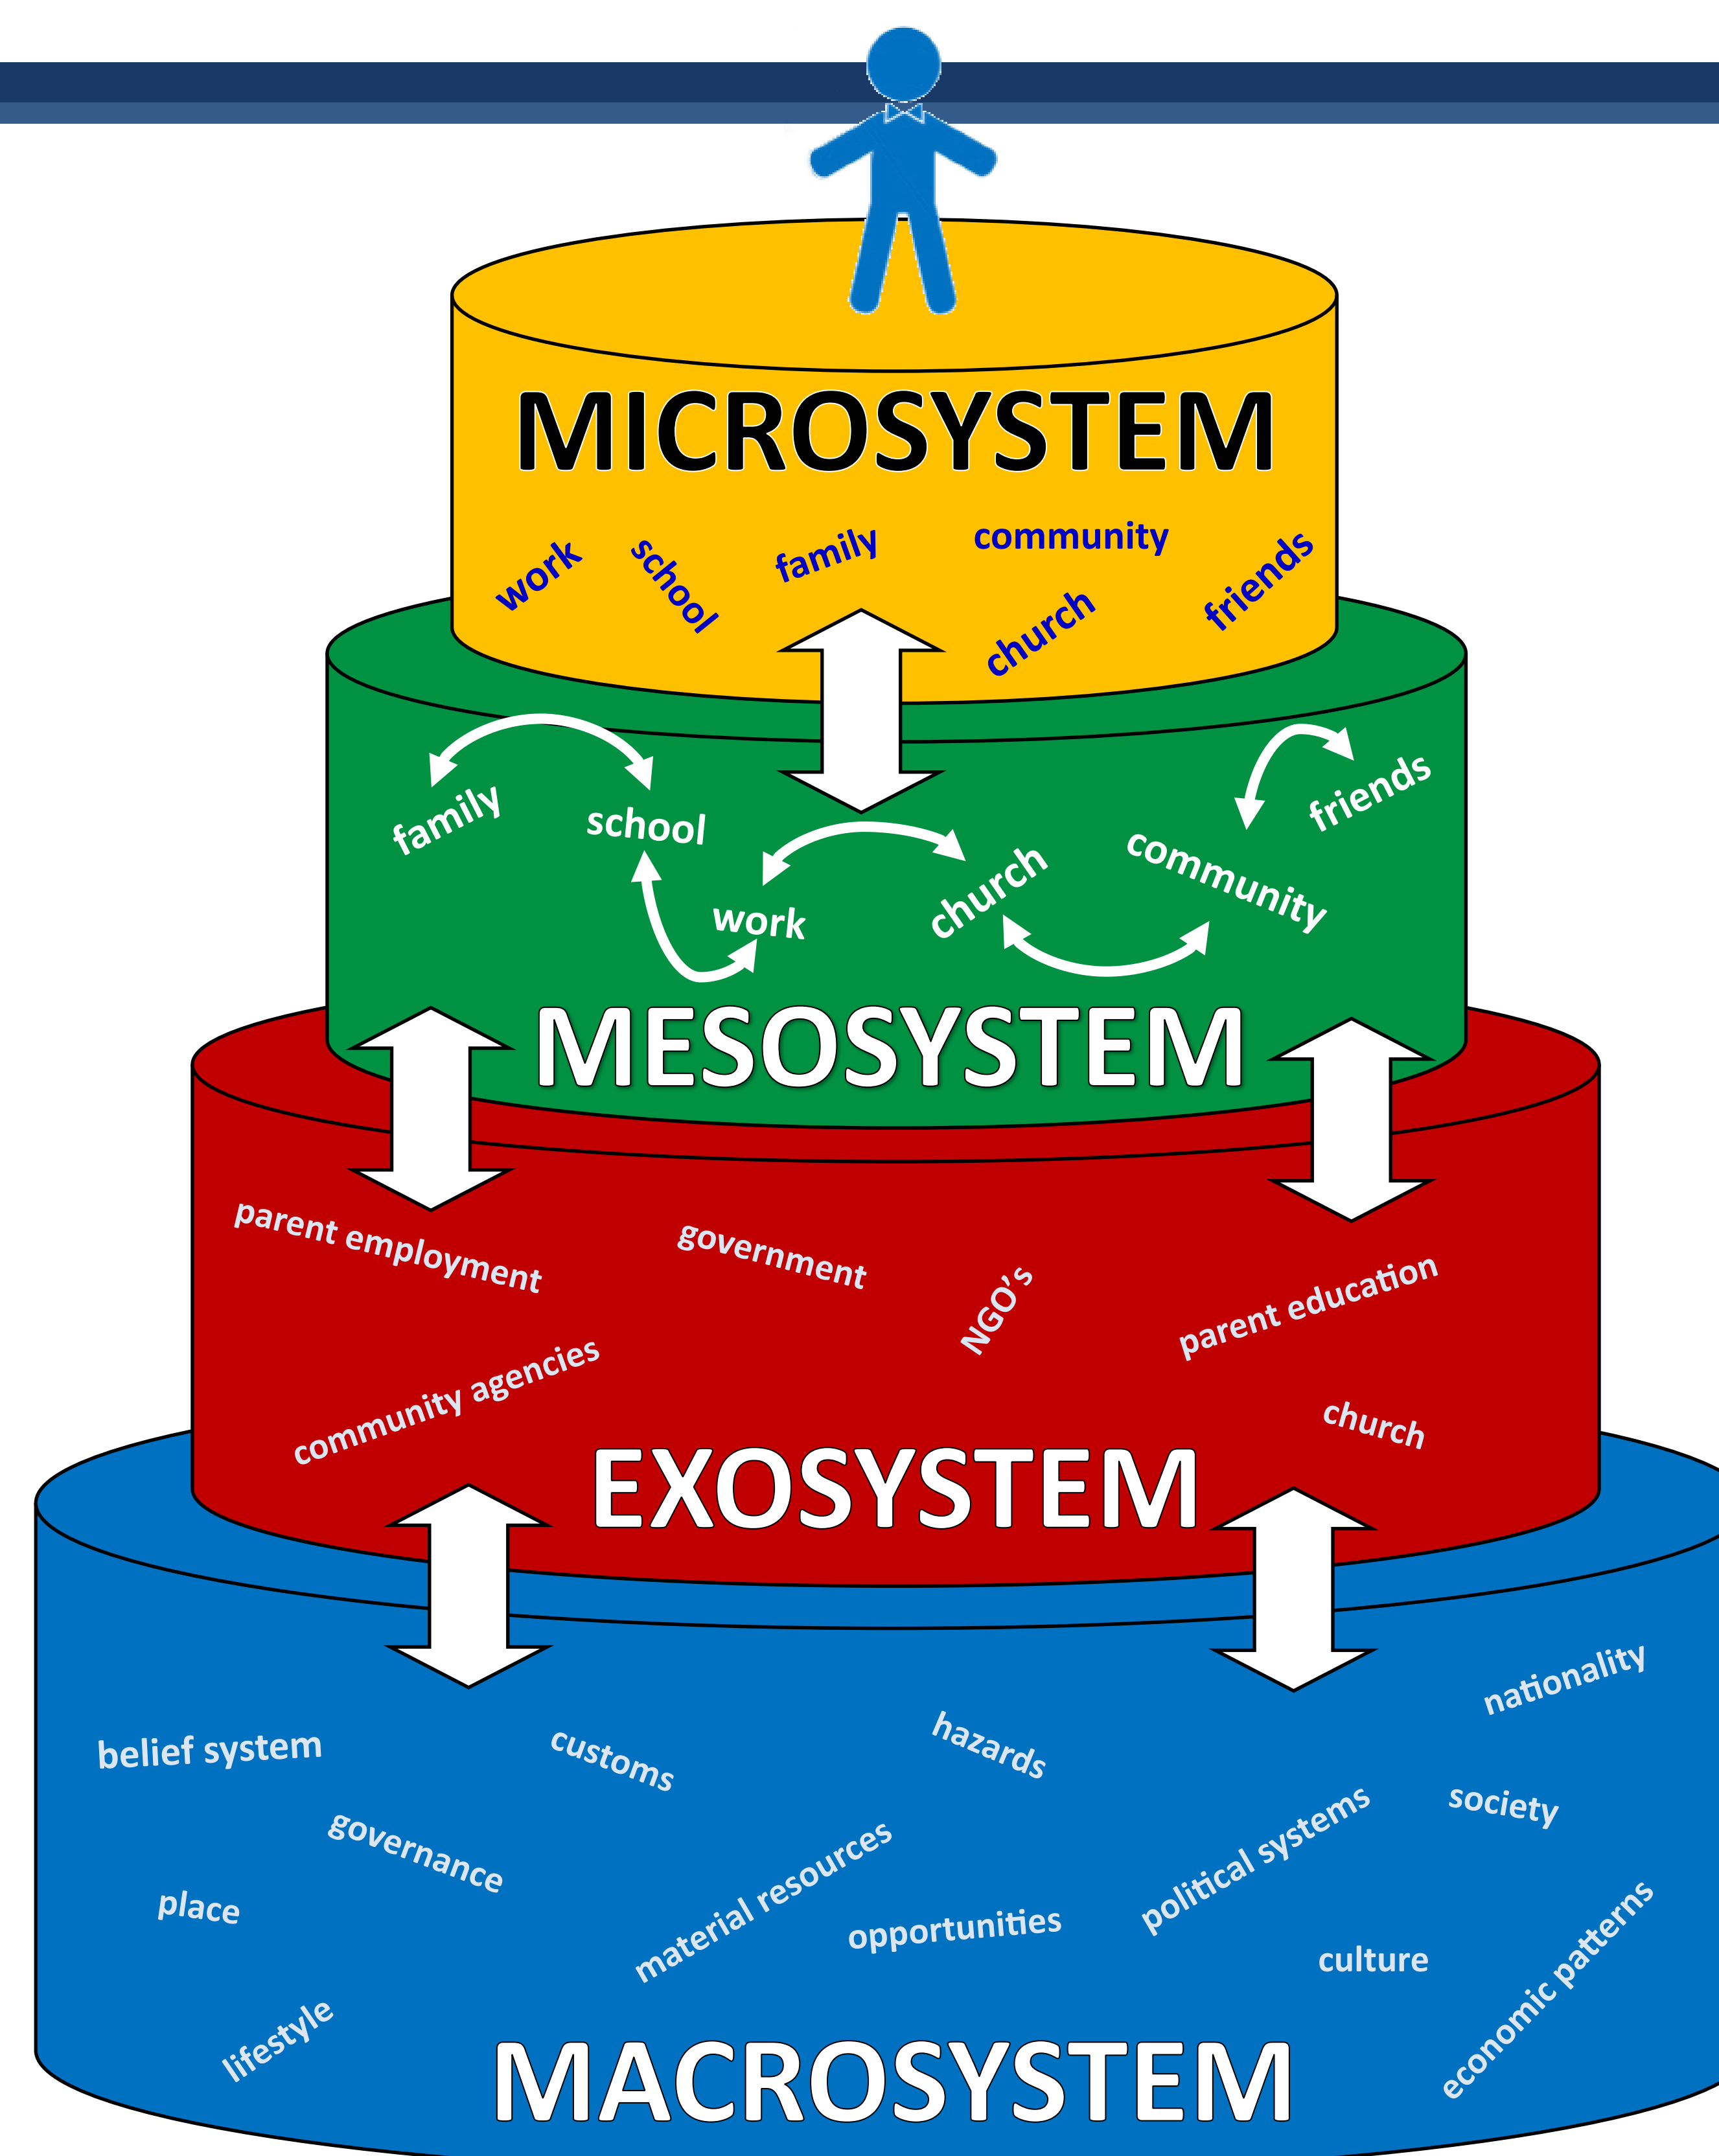 MICROSYSTEM
work
school
family
community
church
friends
family
school
work
church
community
friends
MESOSYSTEM
parent employment
government
NGO's
parent education
community agencies
church
EXOSYSTEM
nationality
belief system
customs
hazards
society
governance
place
material resources
opportunities
political systems
culture
economic patterns
lifestyle
MACROSYSTEM